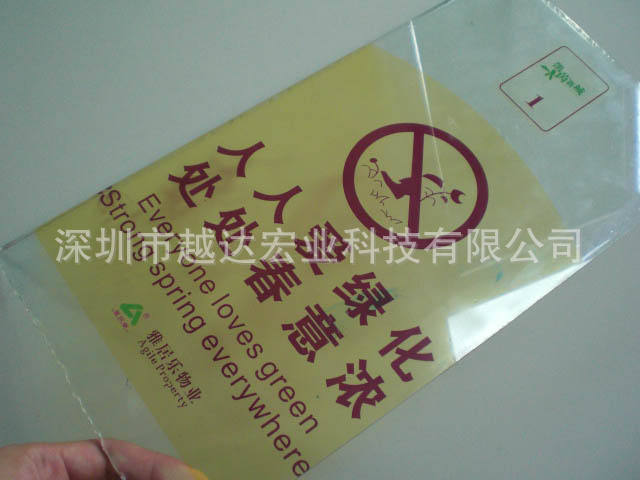 1
人人爱绿化
处处春意浓
Everyone loves green
Strong spring everywhere
雅居乐物业
Agile Property
深圳市越达宏业科技有限公司